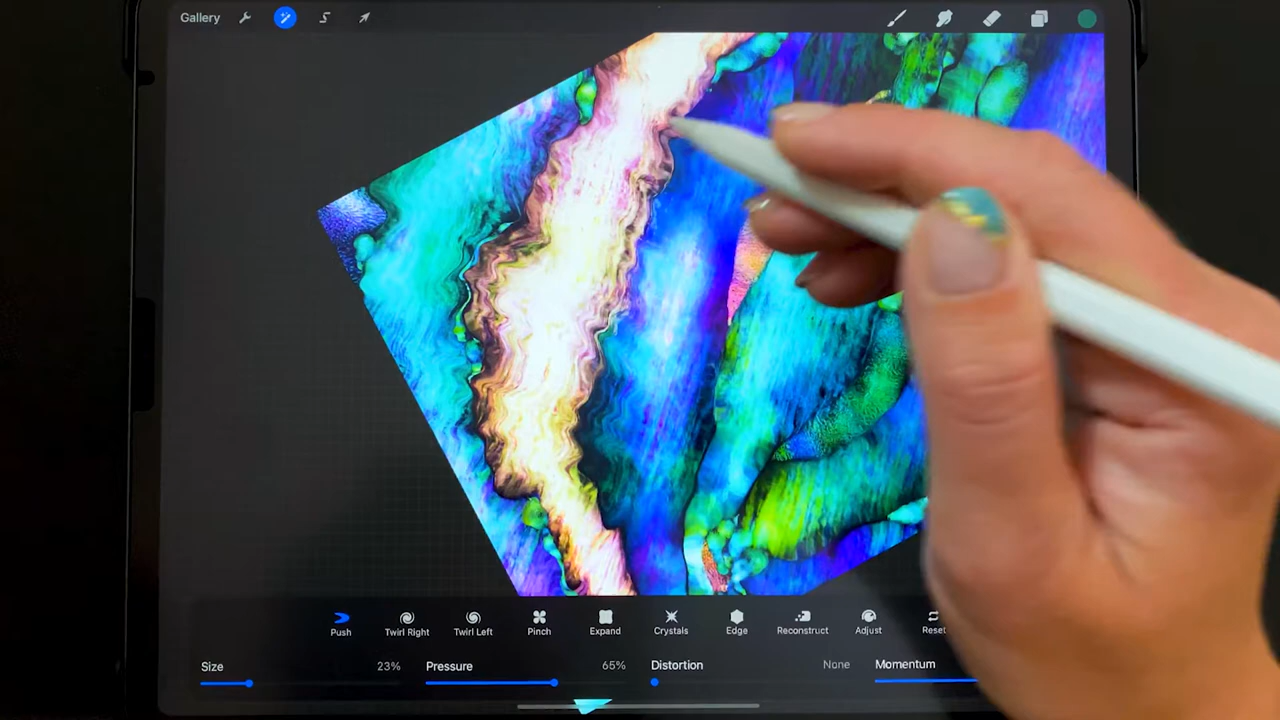 Gallery
Push Twirl Right Twirl Left Pinch Expand Crystals Edge Reconstruct Adjust Reset
Size 23% Pressure 65% Distortion None Momentum